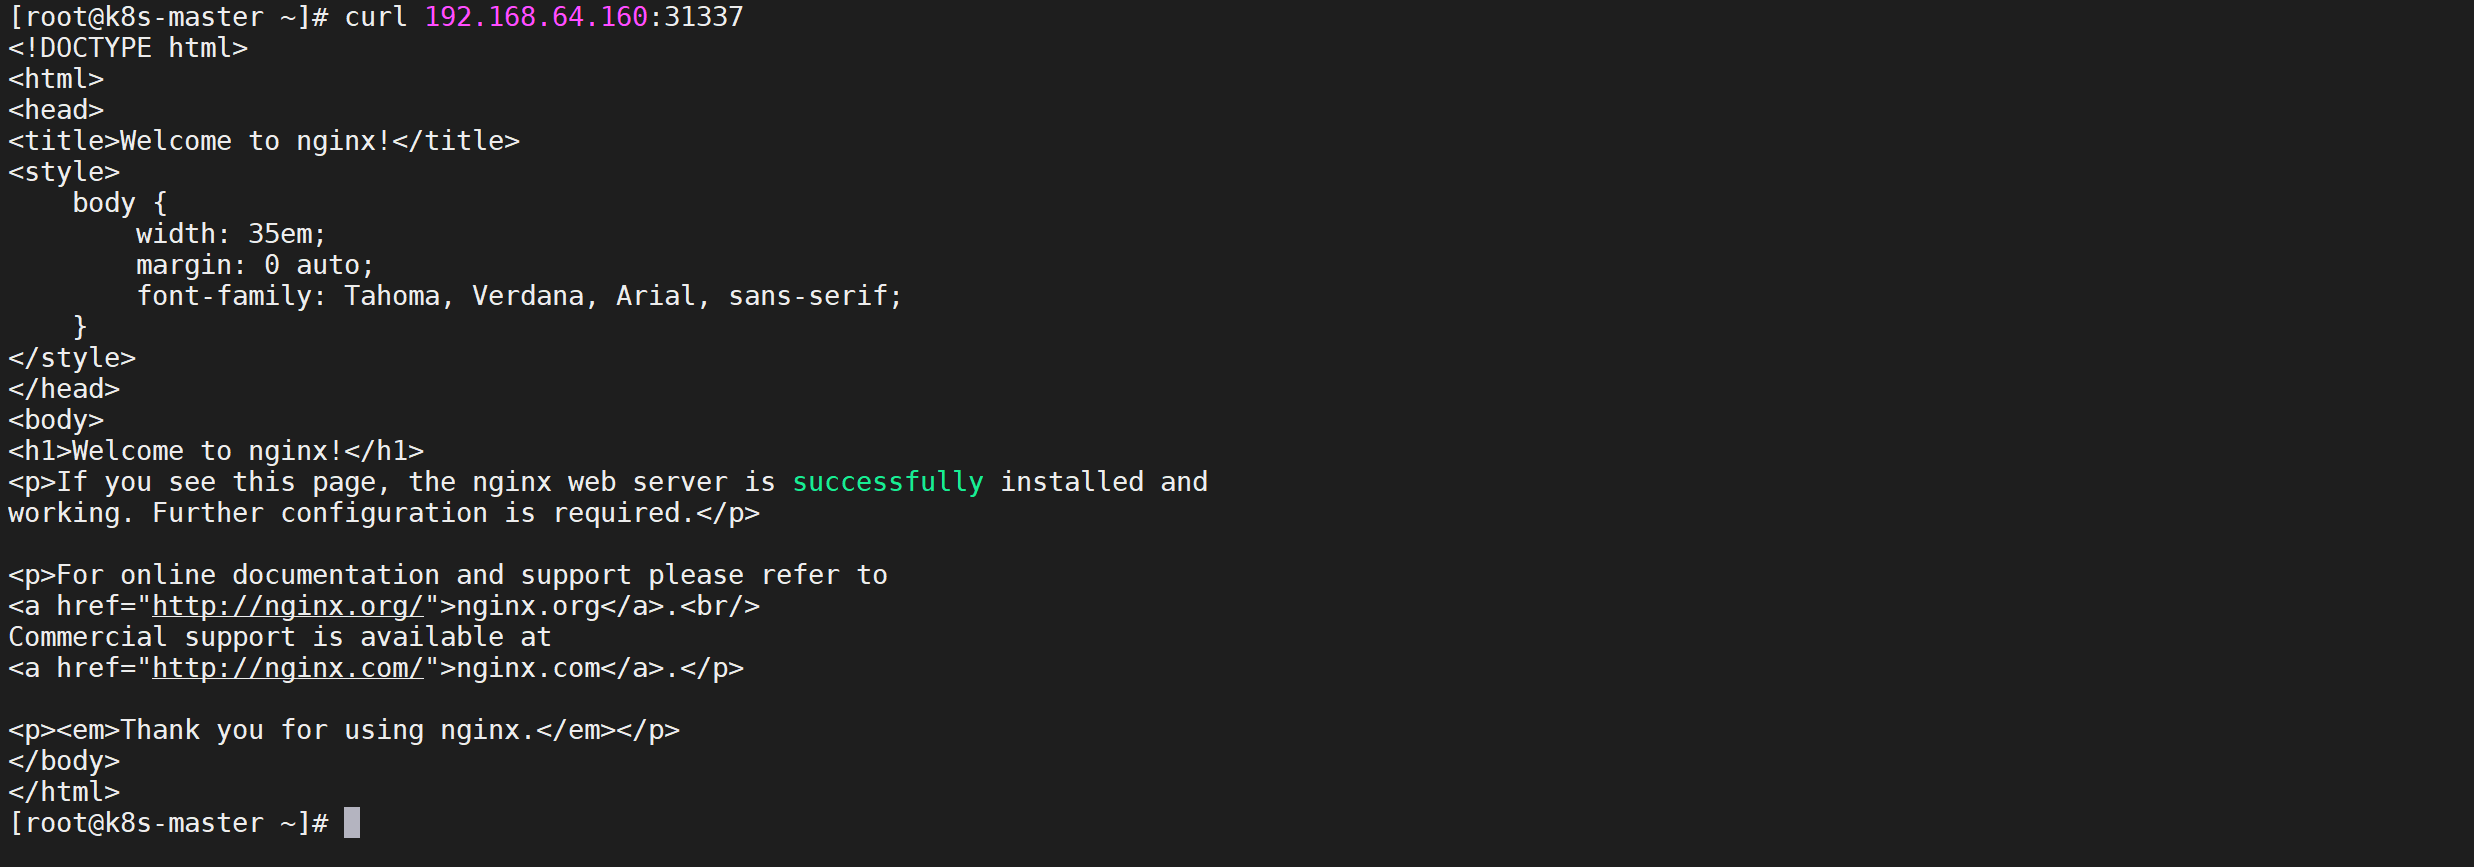 [root@k8s-master ~]# curl 192.168.64.160:31337
<!DOCTYPE html>
<html>
<head>
<title>Welcome to nginx!</title>
<style>
    body {
        width: 35em;
        margin: 0 auto;
        font-family: Tahoma, Verdana, Arial, sans-serif;
    }
</style>
</head>
<body>
<h1>Welcome to nginx!</h1>
<p>If you see this page, the nginx web server is successfully installed and
working. Further configuration is required.</p>

<p>For online documentation and support please refer to
<a href="http://nginx.org/">nginx.org</a>.<br/>
Commercial support is available at
<a href="http://nginx.com/">nginx.com</a>.</p>

<p><em>Thank you for using nginx.</em></p>
</body>
</html>
[root@k8s-master ~]#